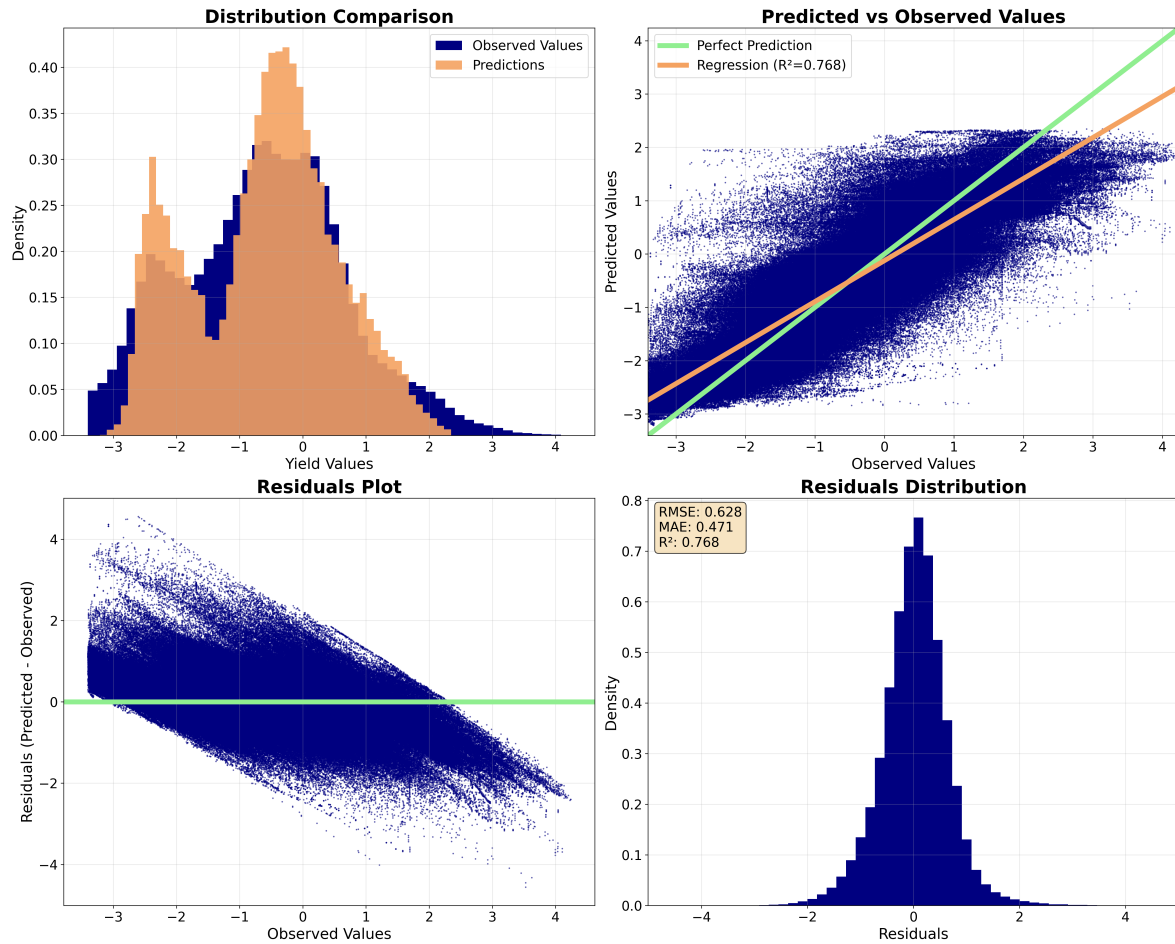 Distribution Comparison
Observed Values
Predictions
Density
0.40
0.35
0.30
0.25
0.20
0.15
0.10
0.05
0.00
−3 −2 −1 0 1 2 3 4
Yield Values
Predicted vs Observed Values
Perfect Prediction
Regression (R²=0.768)
Predicted Values
4
3
2
1
0
−1
−2
−3
−3 −2 −1 0 1 2 3 4
Observed Values
Residuals Plot
Residuals (Predicted - Observed)
4
2
0
−2
−4
−3 −2 −1 0 1 2 3 4
Observed Values
Residuals Distribution
RMSE: 0.628
MAE: 0.471
R²: 0.768
Density
0.8
0.7
0.6
0.5
0.4
0.3
0.2
0.1
0.0
−4 −2 0 2 4
Residuals